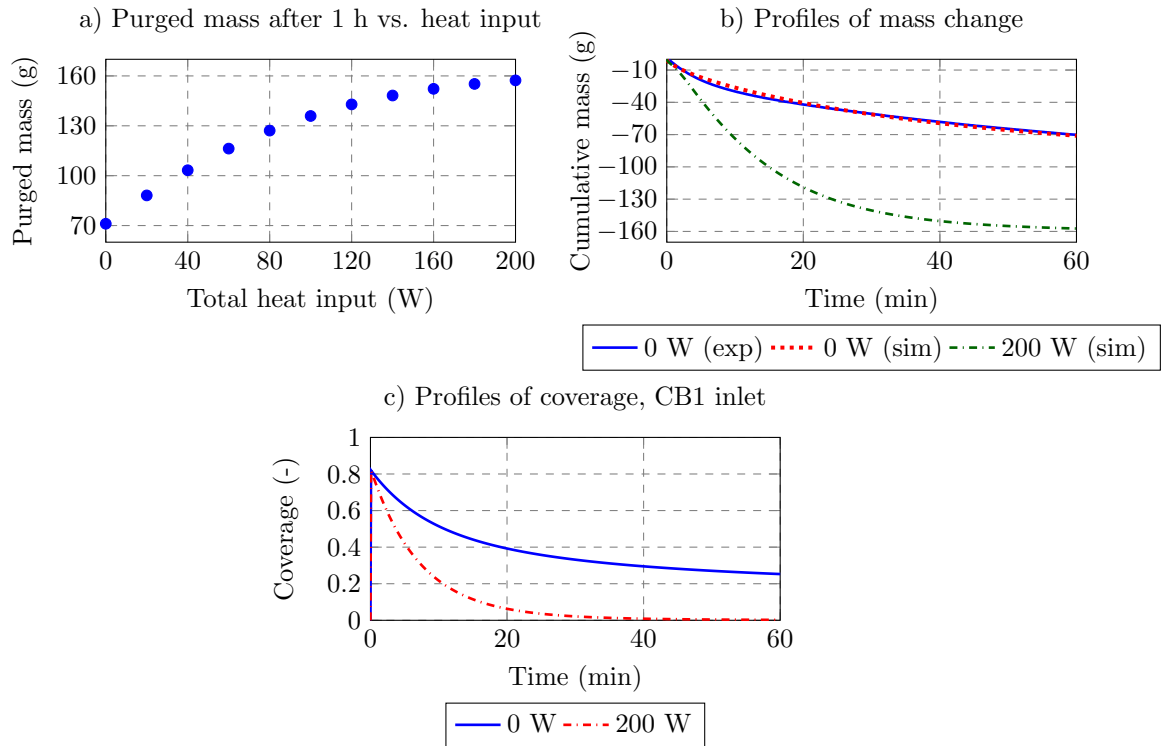 a) Purged mass after 1 h vs. heat input
Purged mass (g)
160
130
100
70
0 40 80 120 160 200
Total heat input (W)
b) Profiles of mass change
Cumulative mass (g)
−10
−40
−70
−100
−130
−160
0 20 40 60
Time (min)
0 W (exp) 0 W (sim) 200 W (sim)
c) Profiles of coverage, CB1 inlet
Coverage (-)
1
0.8
0.6
0.4
0.2
0
0 20 40 60
Time (min)
0 W 200 W